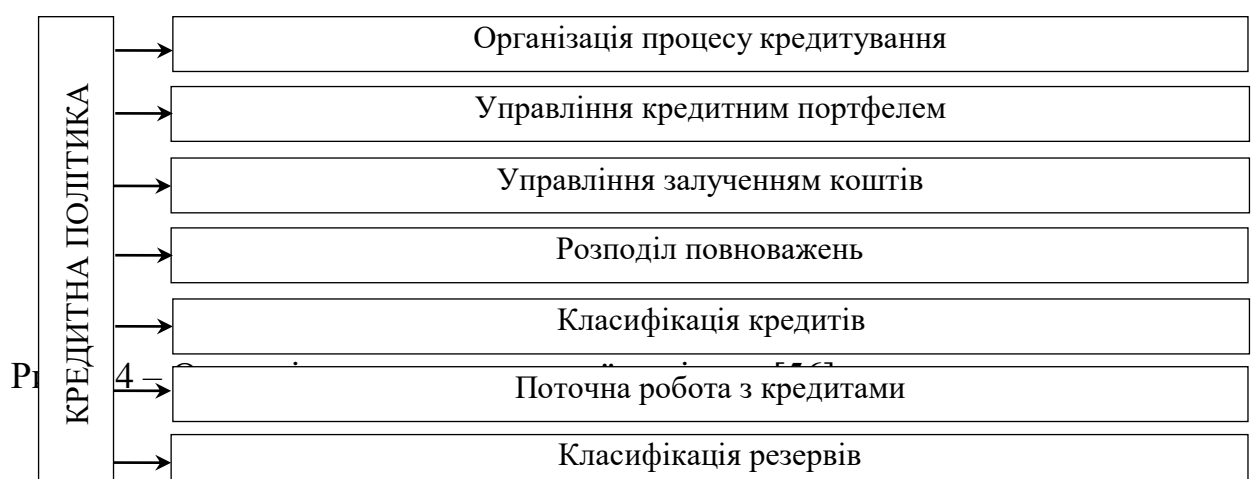 КРЕДИТНА ПОЛІТИКА
Організація процесу кредитування
Управління кредитним портфелем
Управління залученням коштів
Розподіл повноважень
Класифікація кредитів
4 –
Поточна робота з кредитами
Класифікація резервів